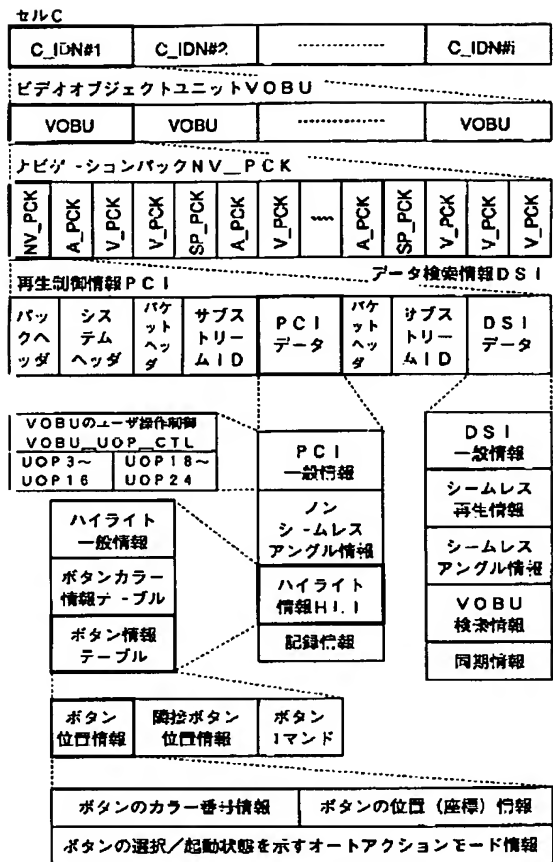 セルC
C_IDN#1 C_IDN#2 C_IDN#i
ビデオオブジェクトユニットVOBU
VOBU VOBU VOBU
ナビゲーションパックNV_PCK
NV_PCK A_PCK V_PCK V_PCK SP_PCK A_PCK V_PCK A_PCK SP_PCK V_PCK V_PCK V_PCK
再生制御情報PCI データ検索情報DSI
パックヘッダ システムヘッダ パケットヘッダ サブストリームID PCIデータ パケットヘッダ サブストリームID DSIデータ
VOBUのユーザ操作制御
VOBU_UOP_CTL
UOP3~ UOP18~
UOP16 UOP24
PCI
一般情報
ノン
シームレス
アングル情報
ハイライト
情報HLI
記録情報
DSI
一般情報
シームレス
再生情報
シームレス
アングル情報
VOBU
検索情報
同期情報
ハイライト
一般情報
ボタンカラー
情報テーブル
ボタン情報
テーブル
ボタン
位置情報
隣接ボタン
位置情報
ボタン
コマンド
ボタンのカラー番号情報 ボタンの位置(座標)情報
ボタンの選択/起動状態を示すオートアクションモード情報